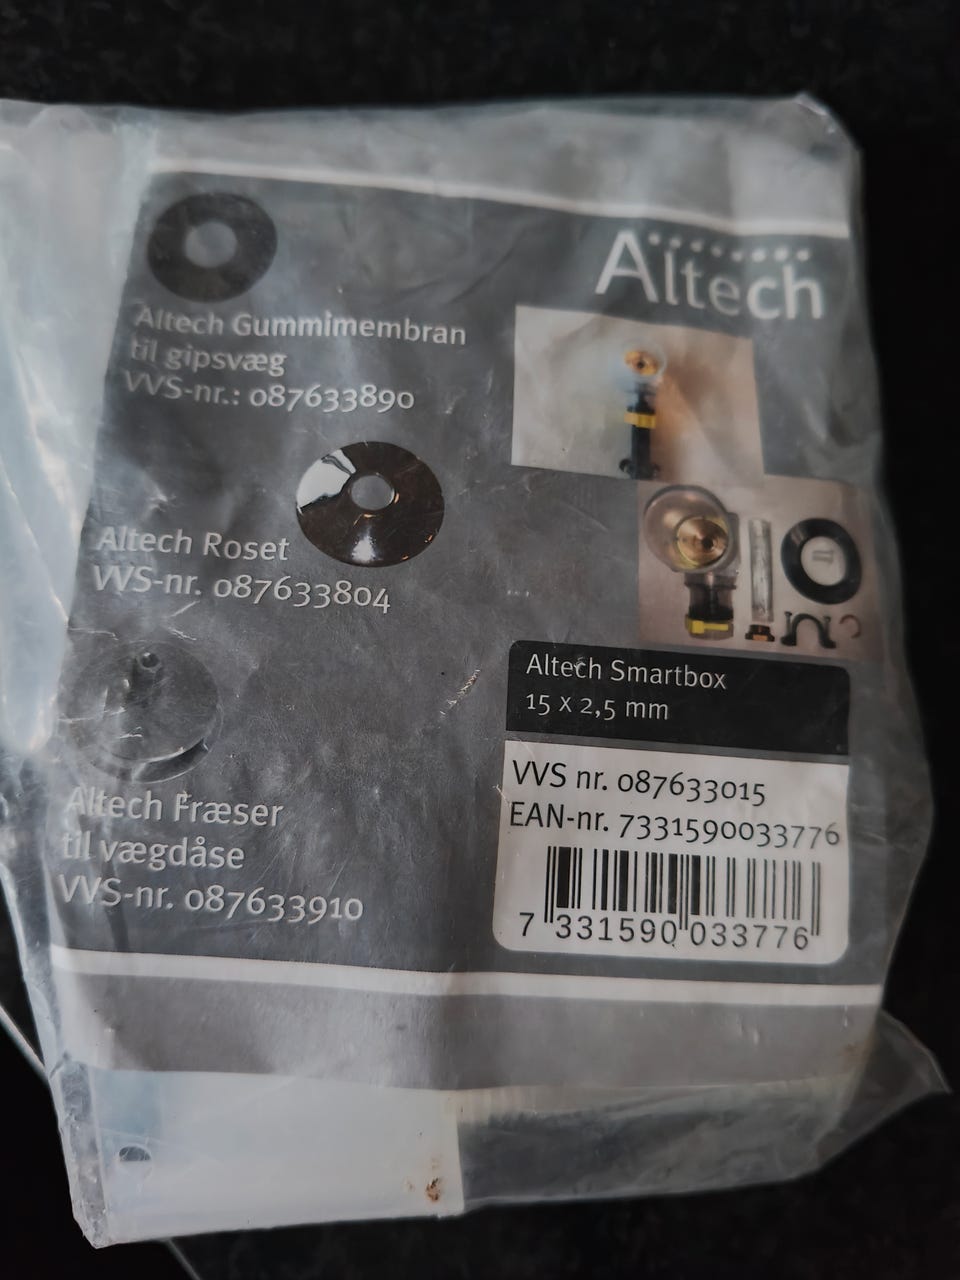 Altech
Altech Gummimembran
til gipsvæg
VVS-nr.: 087633890
Altech Roset
VVS-nr. 087633804
Altech Fræser
til vægdåse
VVS-nr. 087633910
Altech Smartbox
15 x 2,5 mm
VVS nr. 087633015
EAN-nr. 7331590033776
7 331590 033776